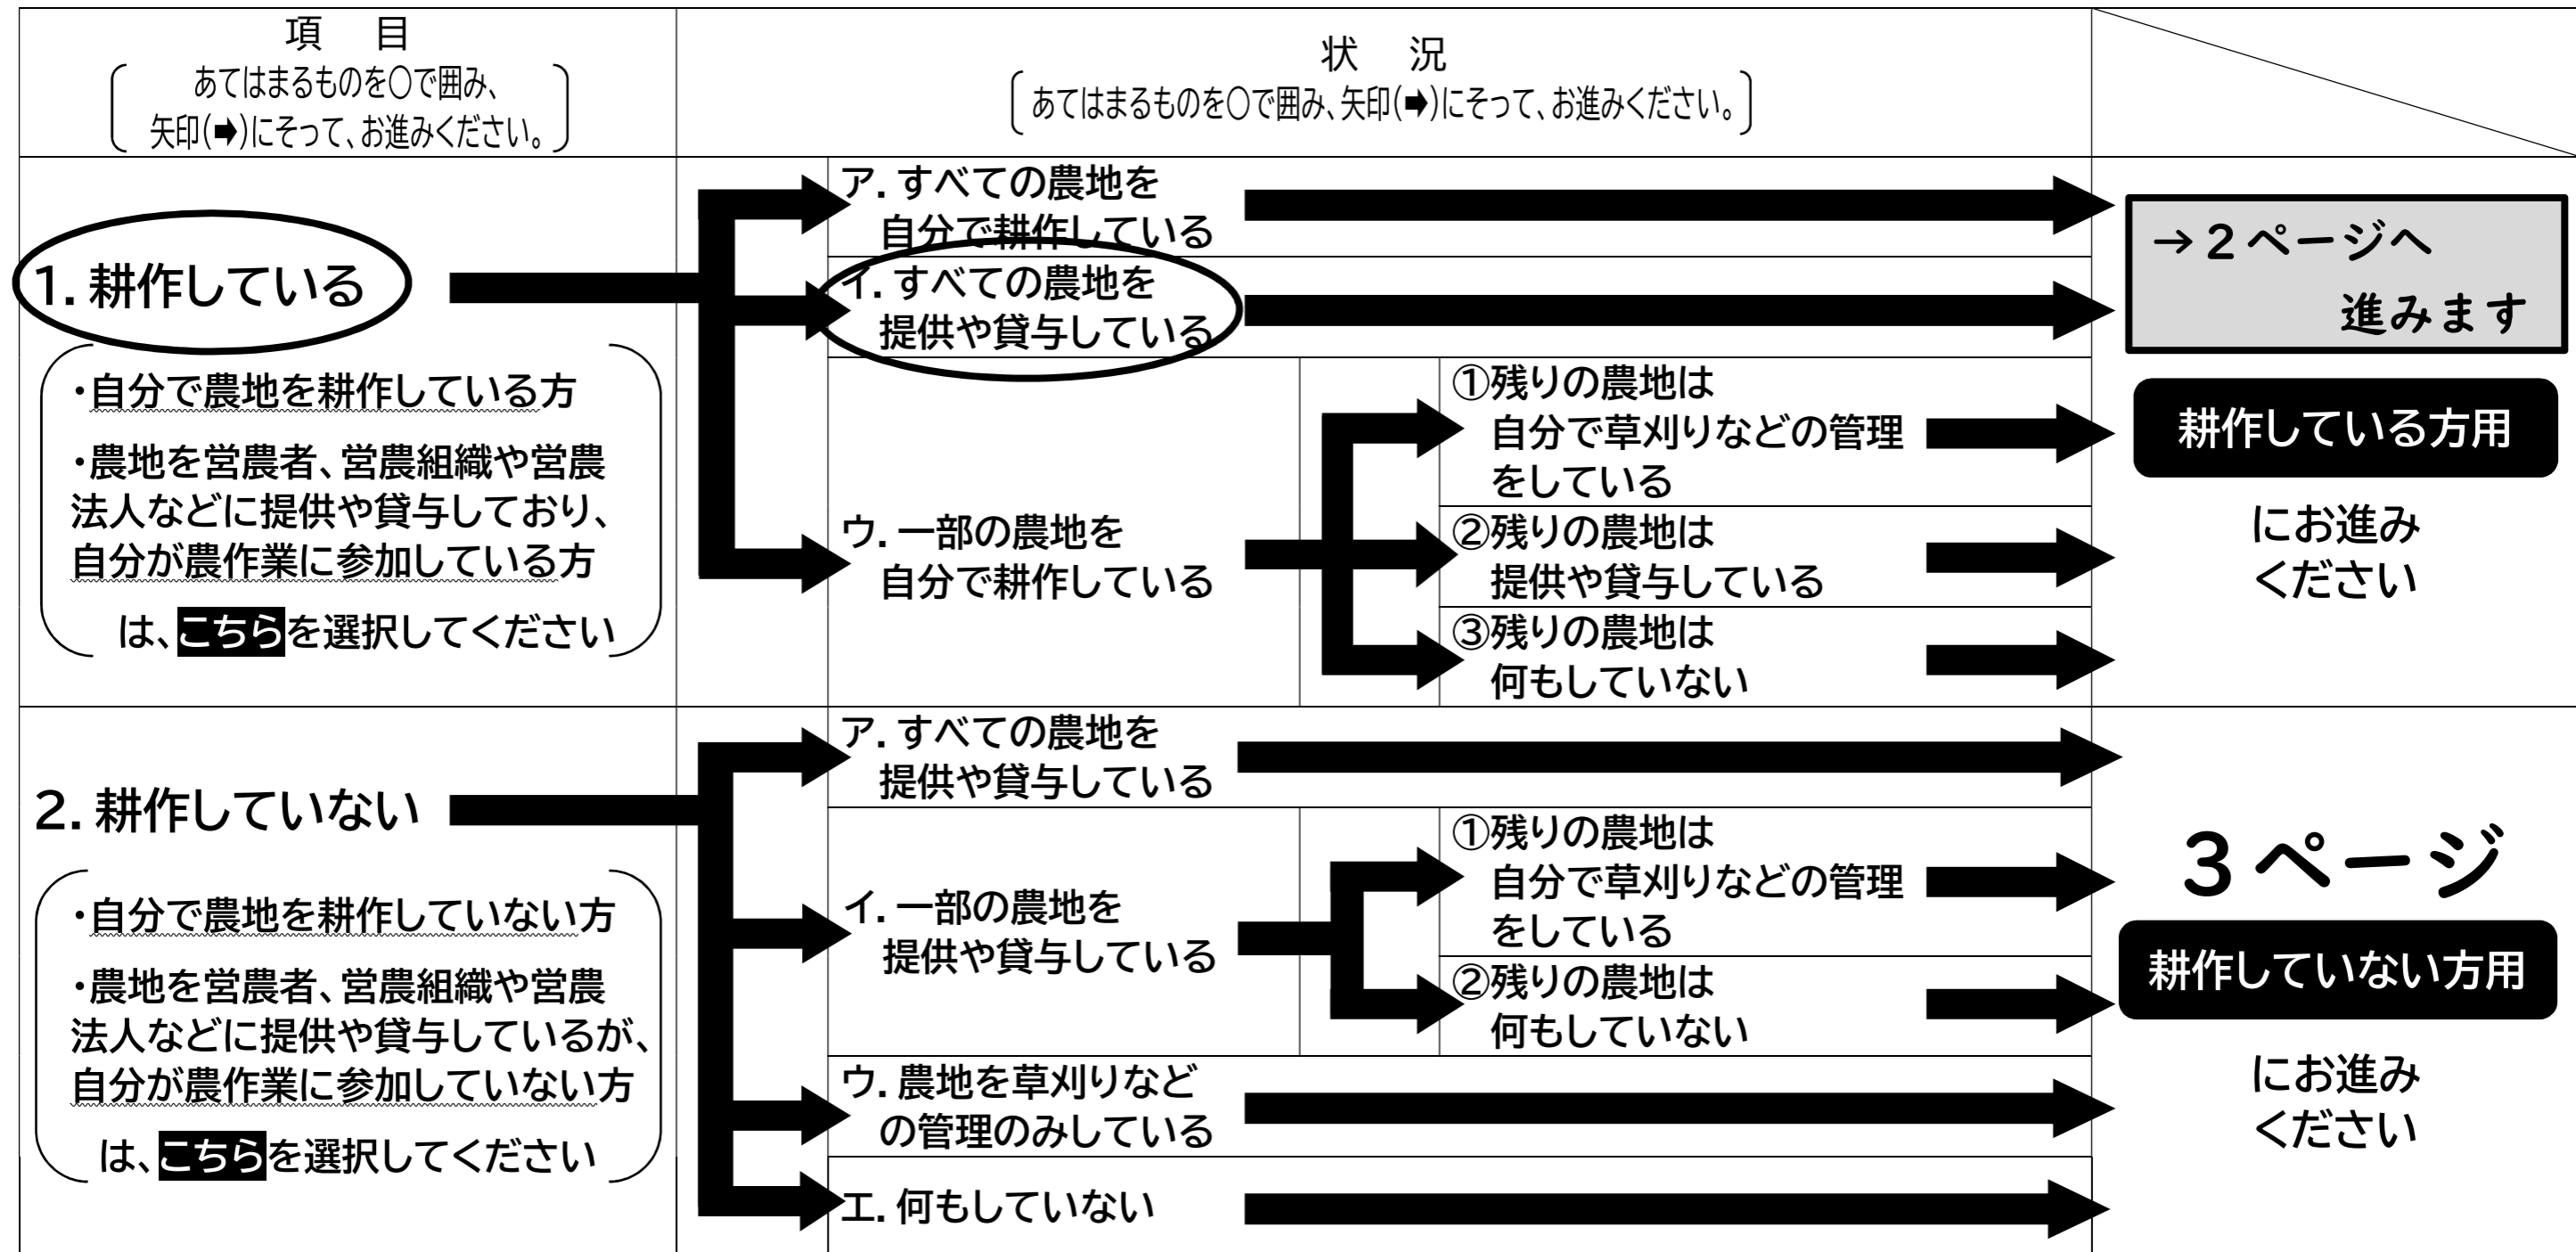 項　目
あてはまるものを〇で囲み、
矢印(➡)にそって、お進みください。
状　況
あてはまるものを〇で囲み、矢印(➡)にそって、お進みください。
1. 耕作している
・自分で農地を耕作している方
・農地を営農者、営農組織や営農
法人などに提供や貸与しており、
自分が農作業に参加している方
は、こちらを選択してください
ア. すべての農地を
自分で耕作している
イ. すべての農地を
提供や貸与している
ウ. 一部の農地を
自分で耕作している
①残りの農地は
自分で草刈りなどの管理
をしている
②残りの農地は
提供や貸与している
③残りの農地は
何もしていない
→２ページへ
進みます
耕作している方用
にお進み
ください
2. 耕作していない
・自分で農地を耕作していない方
・農地を営農者、営農組織や営農
法人などに提供や貸与しているが、
自分が農作業に参加していない方
は、こちらを選択してください
ア. すべての農地を
提供や貸与している
イ. 一部の農地を
提供や貸与している
①残りの農地は
自分で草刈りなどの管理
をしている
②残りの農地は
何もしていない
ウ. 農地を草刈りなど
の管理のみしている
エ. 何もしていない
３ページ
耕作していない方用
にお進み
ください